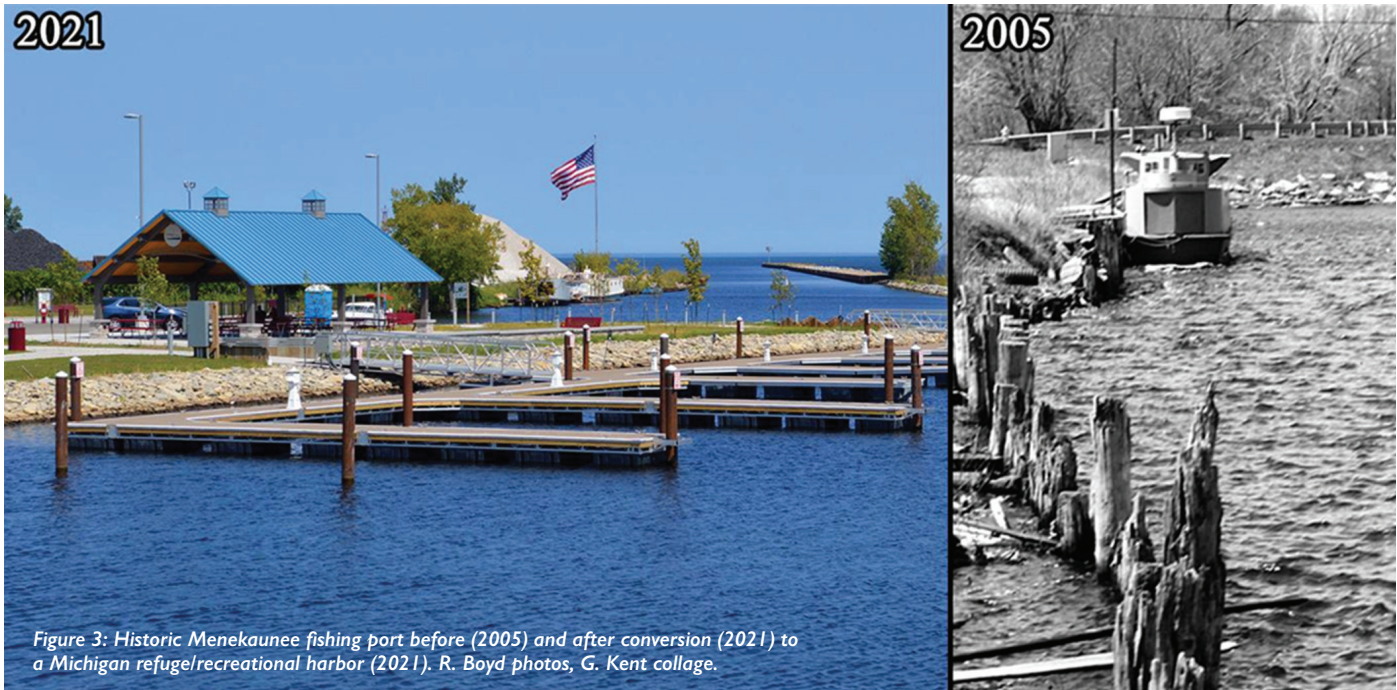 2021
2005
Figure 3: Historic Menekaunee fishing port before (2005) and after conversion (2021) to
a Michigan refuge/recreational harbor (2021). R. Boyd photos, G. Kent collage.